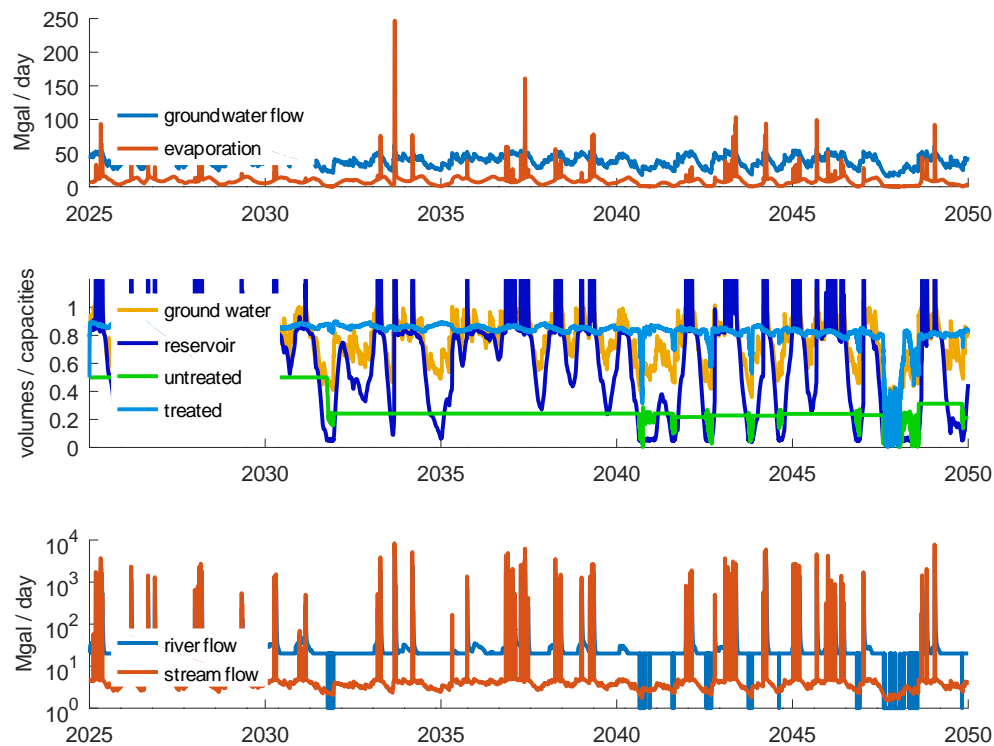 250
200
150
100
50
0
Mgal / day
groundwater flow
evaporation
2025 2030 2035 2040 2045 2050
1
0.8
0.6
0.4
0.2
0
volumes / capacities
ground water
reservoir
untreated
treated
2030 2035 2040 2045 2050
10^4
10^3
10^2
10^1
10^0
Mgal / day
river flow
stream flow
2025 2030 2035 2040 2045 2050